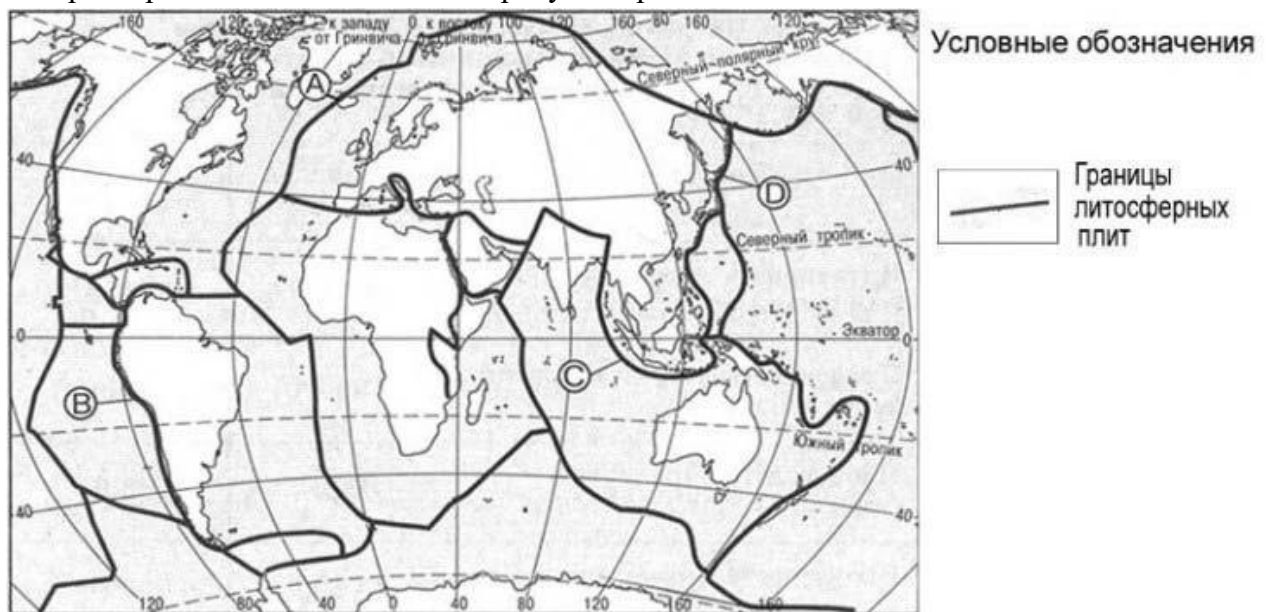 160 120 к западу 0 к востоку 100 120 160 80 160 120
от Гринвича от Гринвича
Северный полярный круг
A
40 40
D
Северный тропик
0 Экватор 0
C
B
Южный тропик
40 40
120 80 40 0 40 80 120 160
Условные обозначения
Границы
литосферных
плит